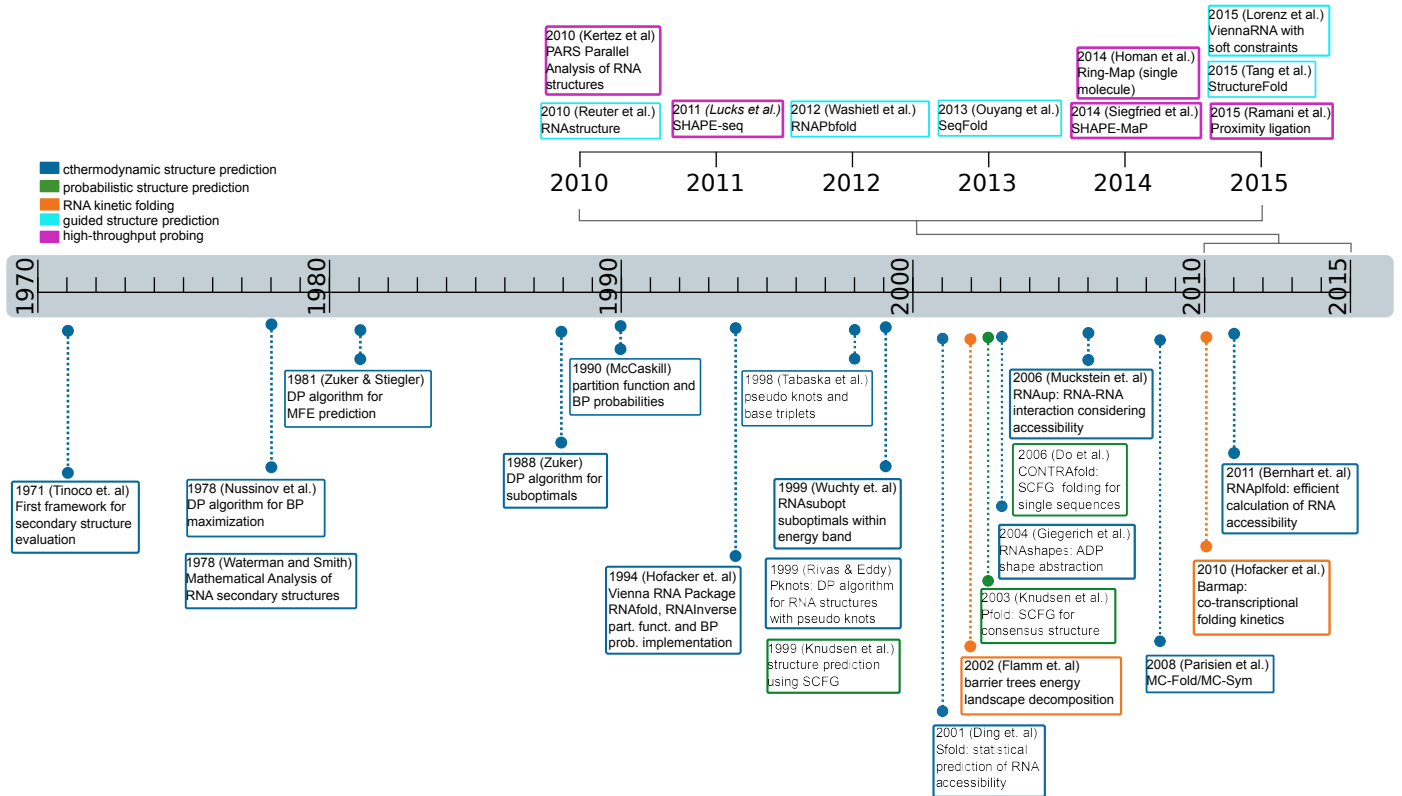 2010 (Kertez et al)
PARS Parallel
Analysis of RNA
structures
2010 (Reuter et al.)
RNAstructure
2011 (Lucks et al.)
SHAPE-seq
2012 (Washietl et al.)
RNAPbfold
2013 (Ouyang et al.)
SeqFold
2014 (Homan et al.)
Ring-Map (single
molecule)
2014 (Siegfried et al.)
SHAPE-MaP
2015 (Lorenz et al.)
ViennaRNA with
soft constraints
2015 (Tang et al.)
StructureFold
2015 (Ramani et al.)
Proximity ligation
2010
2011
2012
2013
2014
2015
cthermodynamic structure prediction
probabilistic structure prediction
RNA kinetic folding
guided structure prediction
high-throughput probing
1970
1980
1990
2000
2010
2015
1971 (Tinoco et. al)
First framework for
secondary structure
evaluation
1978 (Nussinov et al.)
DP algorithm for BP
maximization
1978 (Waterman and Smith)
Mathematical Analysis of
RNA secondary structures
1981 (Zuker & Stiegler)
DP algorithm for
MFE prediction
1988 (Zuker)
DP algorithm for
suboptimals
1990 (McCaskill)
partition function and
BP probabilities
1994 (Hofacker et. al)
Vienna RNA Package
RNAfold, RNAInverse
part. funct. and BP
prob. implementation
1998 (Tabaska et al.)
pseudo knots and
base triplets
1999 (Wuchty et. al)
RNAsubopt
suboptimals within
energy band
1999 (Rivas & Eddy)
Pknots: DP algorithm
for RNA structures
with pseudo knots
1999 (Knudsen et al.)
structure prediction
using SCFG
2001 (Ding et. al)
Sfold: statistical
prediction of RNA
accessibility
2002 (Flamm et. al)
barrier trees energy
landscape decomposition
2003 (Knudsen et al.)
Pfold: SCFG for
consensus structure
2004 (Giegerich et al.)
RNAshapes: ADP
shape abstraction
2006 (Do et al.)
CONTRAfold:
SCFG folding for
single sequences
2006 (Muckstein et. al)
RNAup: RNA-RNA
interaction considering
accessibility
2008 (Parisien et al.)
MC-Fold/MC-Sym
2010 (Hofacker et al.)
Barmap:
co-transcriptional
folding kinetics
2011 (Bernhart et. al)
RNAplfold: efficient
calculation of RNA
accessibility